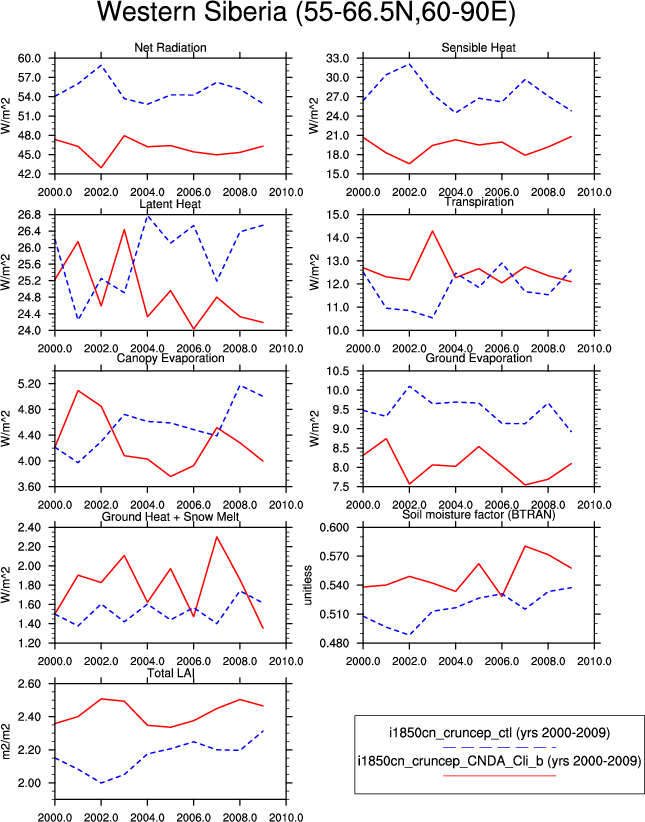 Western Siberia (55-66.5N,60-90E)
Net Radiation
Sensible Heat
60.0
57.0
54.0
51.0
48.0
45.0
42.0
W/m^2
2000.0 2002.0 2004.0 2006.0 2008.0 2010.0
33.0
30.0
27.0
24.0
21.0
18.0
15.0
W/m^2
2000.0 2002.0 2004.0 2006.0 2008.0 2010.0
Latent Heat
Transpiration
26.8
26.4
26.0
25.6
25.2
24.8
24.4
24.0
W/m^2
2000.0 2002.0 2004.0 2006.0 2008.0 2010.0
15.0
14.0
13.0
12.0
11.0
10.0
W/m^2
2000.0 2002.0 2004.0 2006.0 2008.0 2010.0
Canopy Evaporation
Ground Evaporation
5.20
4.80
4.40
4.00
3.60
W/m^2
2000.0 2002.0 2004.0 2006.0 2008.0 2010.0
10.5
10.0
9.5
9.0
8.5
8.0
7.5
W/m^2
2000.0 2002.0 2004.0 2006.0 2008.0 2010.0
Ground Heat + Snow Melt
Soil moisture factor (BTRAN)
2.40
2.20
2.00
1.80
1.60
1.40
1.20
W/m^2
2000.0 2002.0 2004.0 2006.0 2008.0 2010.0
0.600
0.570
0.540
0.510
0.480
unitless
2000.0 2002.0 2004.0 2006.0 2008.0 2010.0
Total LAI
2.60
2.40
2.20
2.00
m2/m2
2000.0 2002.0 2004.0 2006.0 2008.0 2010.0
i1850cn_cruncep_ctl (yrs 2000-2009)
i1850cn_cruncep_CNDA_Cli_b (yrs 2000-2009)